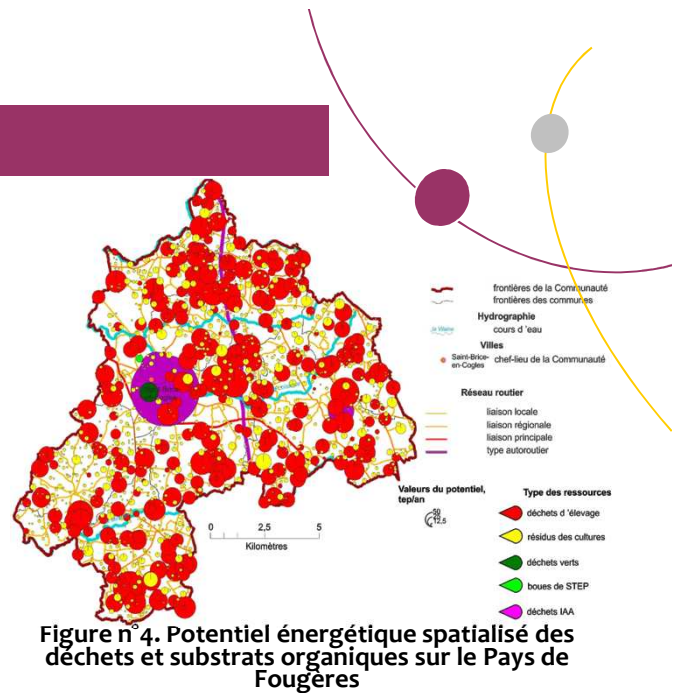 frontières de la Communauté
frontières des communes
Hydrographie
cours d 'eau
Villes
Saint-Brice-
en-Cogles
chef-lieu de la Communauté
Réseau routier
liaison locale
liaison régionale
liaison principale
type autoroutier
Valeurs du potentiel,
tep/an
50
12,5
Type des ressources
déchets d 'élevage
résidus des cultures
déchets verts
boues de STEP
déchets IAA
0 2,5 5
Kilomètres
Figure n°4. Potentiel énergétique spatialisé des
déchets et substrats organiques sur le Pays de
Fougères